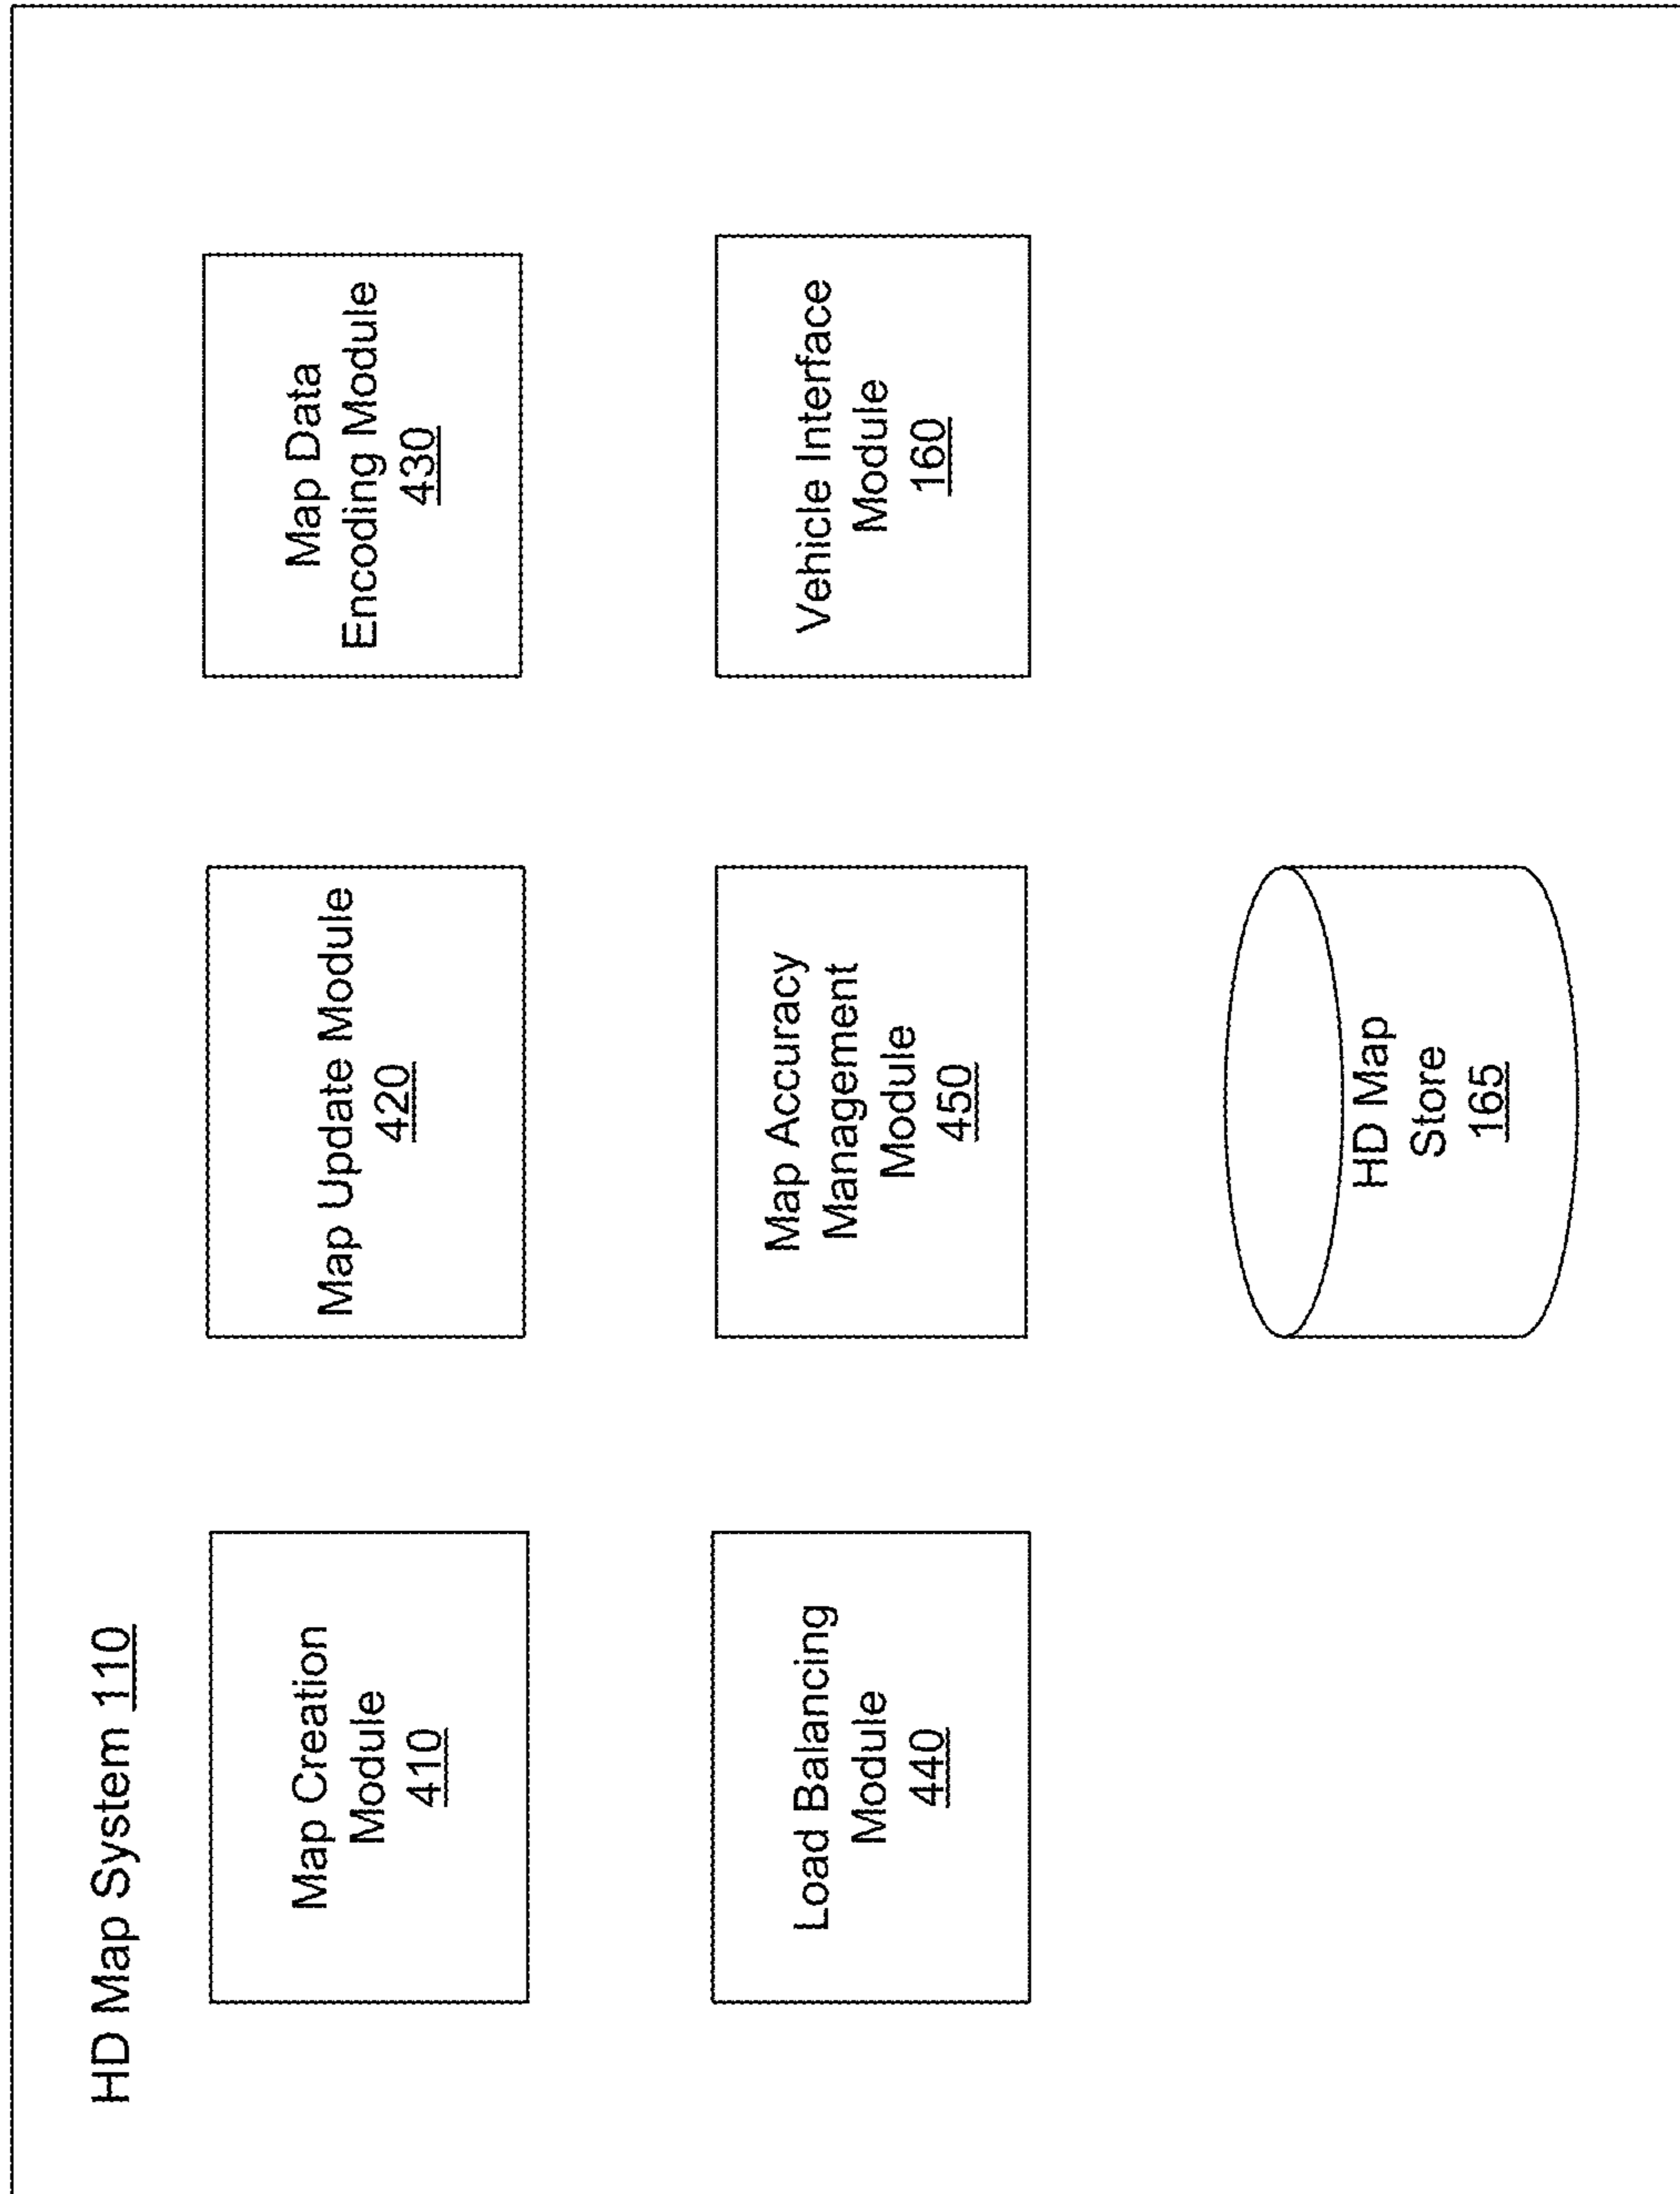 HD Map System 110
Map Creation
Module
410
Map Update Module
420
Map Data
Encoding Module
430
Load Balancing
Module
440
Map Accuracy
Management
Module
450
Vehicle Interface
Module
160
HD Map
Store
165